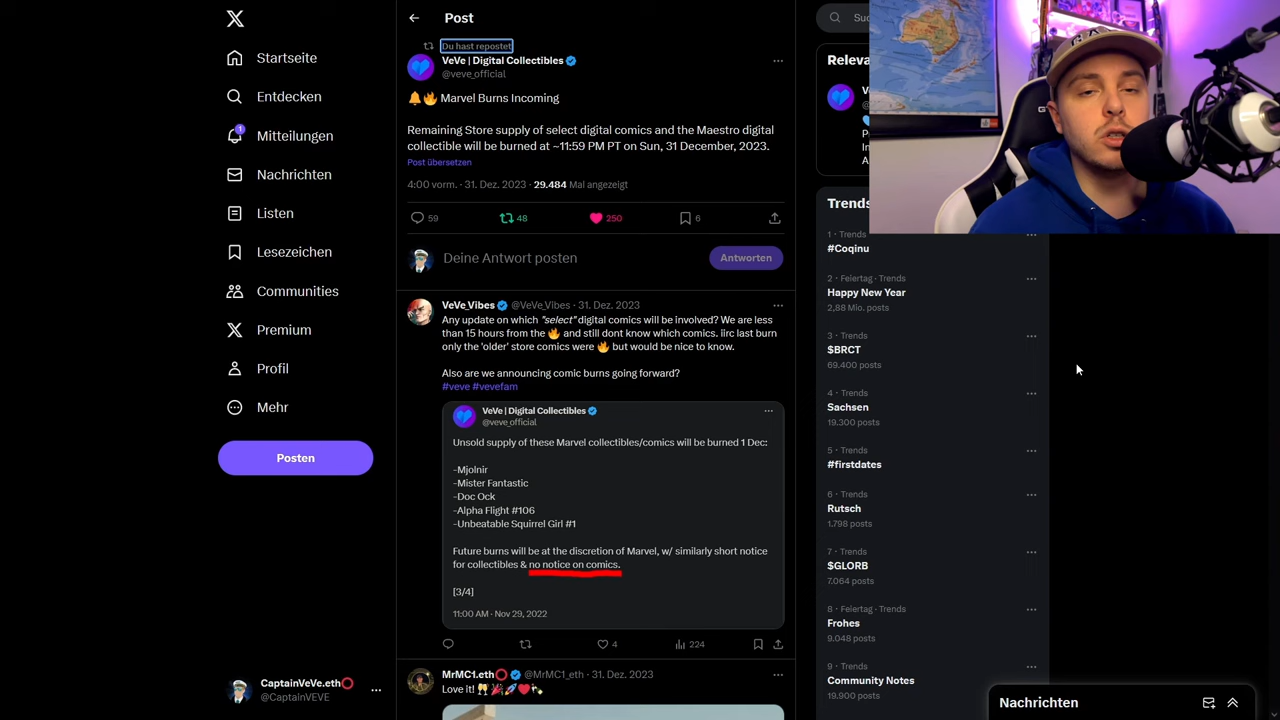 Startseite
Entdecken
1
Mitteilungen
Nachrichten
Listen
Lesezeichen
Communities
Premium
Profil
Mehr
Posten
CaptainVeVe.eth⭕
@CaptainVEVE
Post
Du hast repostet
VeVe | Digital Collectibles
@veve_official
🔔🔥 Marvel Burns Incoming
Remaining Store supply of select digital comics and the Maestro digital
collectible will be burned at ~11:59 PM PT on Sun, 31 December, 2023.
Post übersetzen
4:00 vorm. · 31. Dez. 2023 · 29.484 Mal angezeigt
59 48 250 6
Deine Antwort posten
Antworten
VeVe_Vibes @VeVe_Vibes · 31. Dez. 2023
Any update on which "select" digital comics will be involved? We are less
than 15 hours from the 🔥 and still dont know which comics. iirc last burn
only the 'older' store comics were 🔥 but would be nice to know.
Also are we announcing comic burns going forward?
#veve #vevefam
VeVe | Digital Collectibles
@veve_official
Unsold supply of these Marvel collectibles/comics will be burned 1 Dec:
-Mjolnir
-Mister Fantastic
-Doc Ock
-Alpha Flight #106
-Unbeatable Squirrel Girl #1
Future burns will be at the discretion of Marvel, w/ similarly short notice
for collectibles & no notice on comics.
[3/4]
11:00 AM · Nov 29, 2022
4 224
MrMC1.eth⭕ @MrMC1_eth · 31. Dez. 2023
Love it! 🥂🎉🚀❤️🍾
Suc
Relev
Ve
@v
P
In
A
Trends
1 · Trends
#Coqinu
2 · Feiertag · Trends
Happy New Year
2,88 Mio. posts
3 · Trends
$BRCT
69.400 posts
4 · Trends
Sachsen
19.300 posts
5 · Trends
#firstdates
6 · Trends
Rutsch
1.798 posts
7 · Trends
$GLORB
7.064 posts
8 · Feiertag · Trends
Frohes
9.048 posts
9 · Trends
Community Notes
19.900 posts
Nachrichten